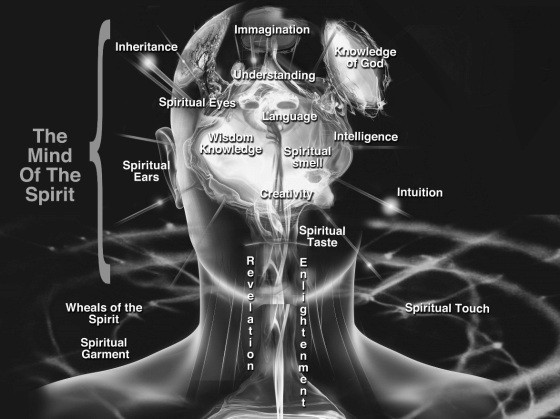 Immagination
Inheritance
Knowledge
of God
Understanding
Spiritual Eyes
Language
The
Mind
Of The
Spirit
Wisdom
Knowledge
Intelligence
Spiritual
smell
Spiritual
Ears
Creativity
Intuition
Spiritual
Taste
Revelation
Enlightenment
Wheals of the
Spirit
Spiritual Touch
Spiritual
Garment